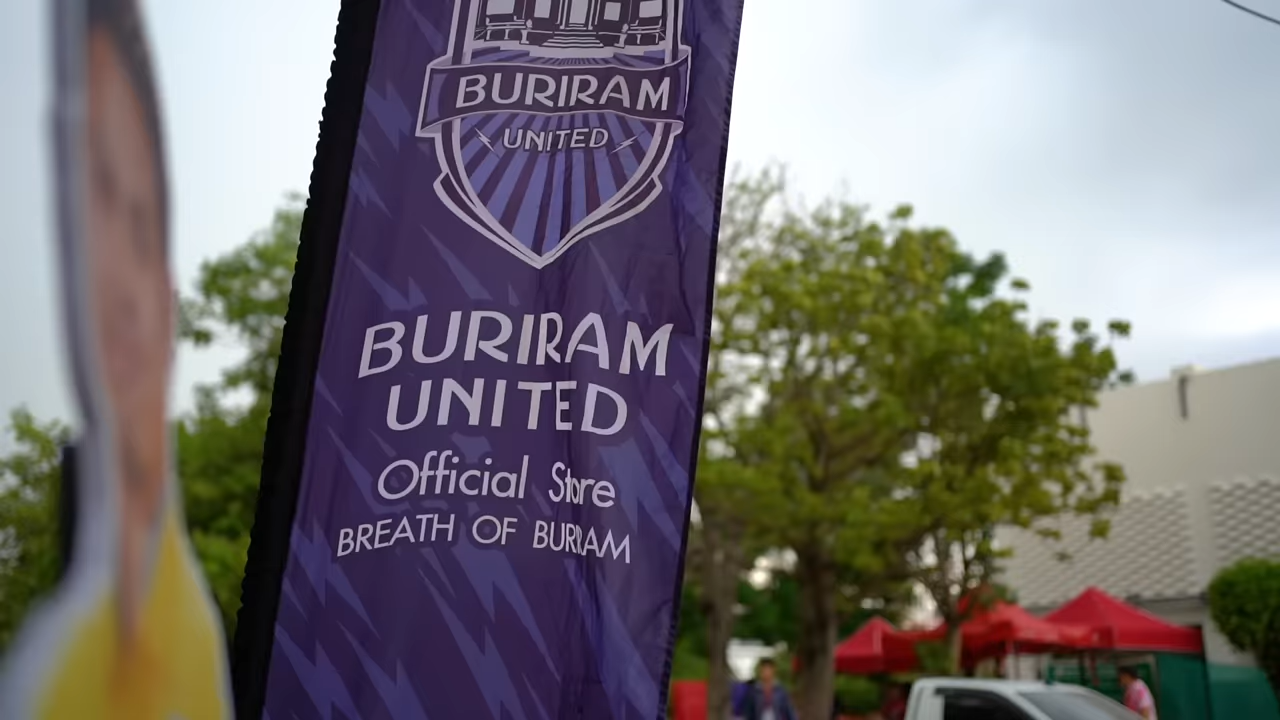 BURIRAM
UNITED
BURIRAM
UNITED
Official Store
BREATH OF BURIRAM